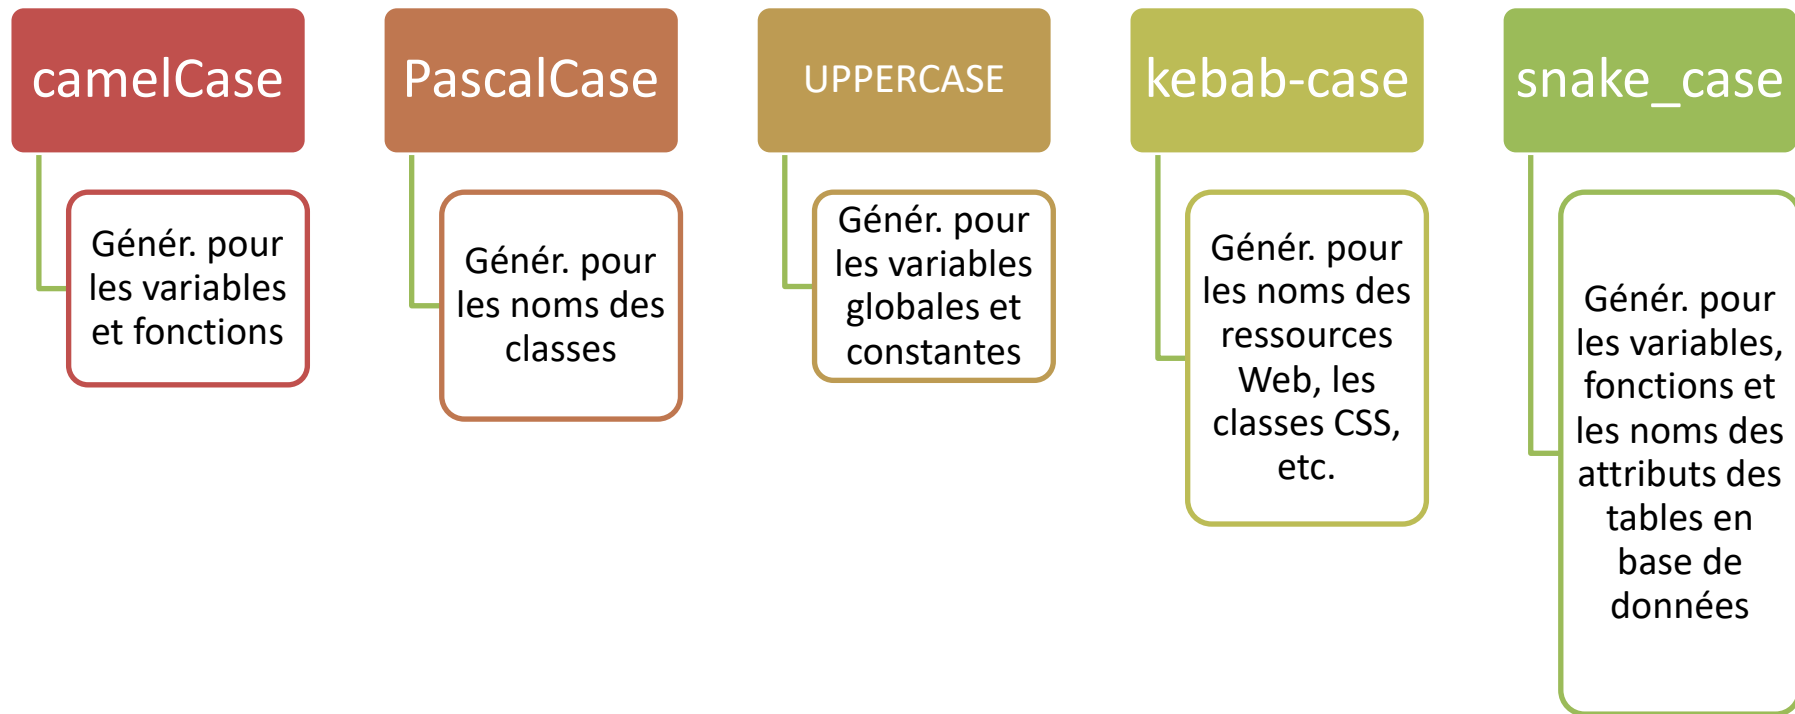 camelCase
Génér. pour
les variables
et fonctions
PascalCase
Génér. pour
les noms des
classes
UPPERCASE
Génér. pour
les variables
globales et
constantes
kebab-case
Génér. pour
les noms des
ressources
Web, les
classes CSS,
etc.
snake_case
Génér. pour
les variables,
fonctions et
les noms des
attributs des
tables en
base de
données